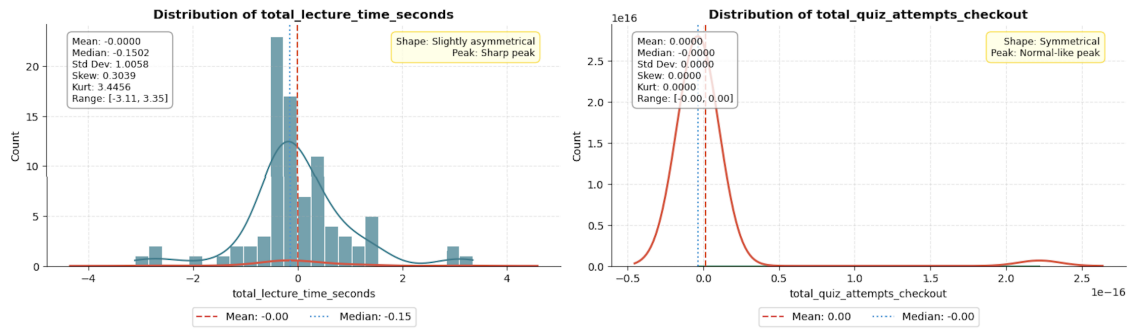 Distribution of total_lecture_time_seconds
Mean: -0.0000
Median: -0.1502
Std Dev: 1.0058
Skew: 0.3039
Kurt: 3.4456
Range: [-3.11, 3.35]
Shape: Slightly asymmetrical
Peak: Sharp peak
20
15
10
5
0
Count
-4
-2
0
2
4
total_lecture_time_seconds
Mean: -0.00
Median: -0.15
Distribution of total_quiz_attempts_checkout
1e16
Mean: 0.0000
Median: -0.0000
Std Dev: 0.0000
Skew: 0.0000
Kurt: 0.0000
Range: [-0.00, 0.00]
Shape: Symmetrical
Peak: Normal-like peak
2.5
2.0
1.5
1.0
0.5
0.0
Count
-0.5
0.0
0.5
1.0
1.5
2.0
2.5
1e-16
total_quiz_attempts_checkout
Mean: 0.00
Median: -0.00